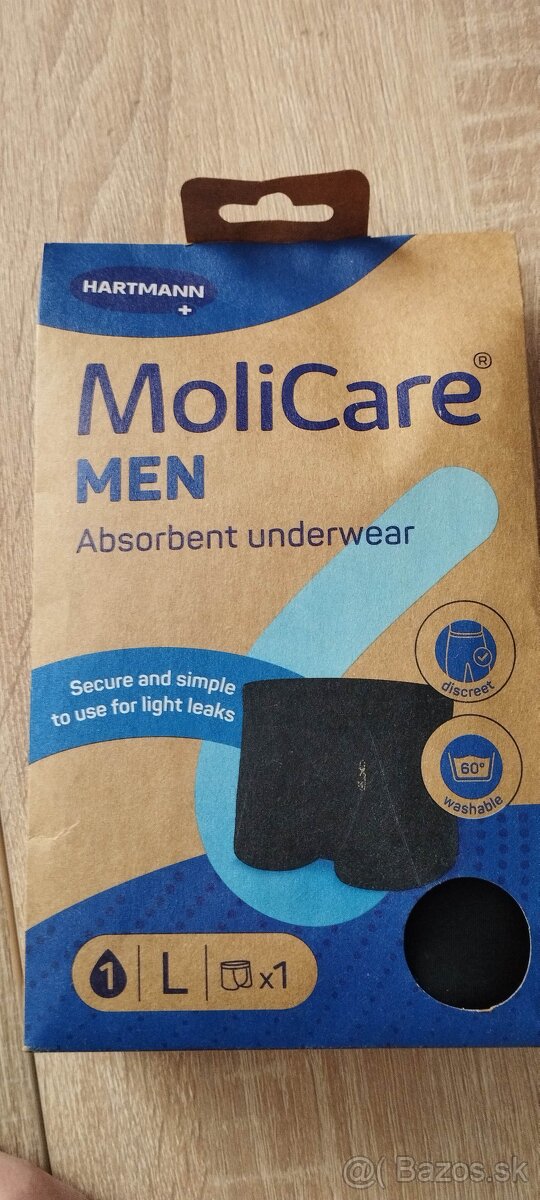 HARTMANN
MoliCare®
MEN
Absorbent underwear
Secure and simple
to use for light leaks
discreet
60°
washable
1 L x1
@( Bazos.sk